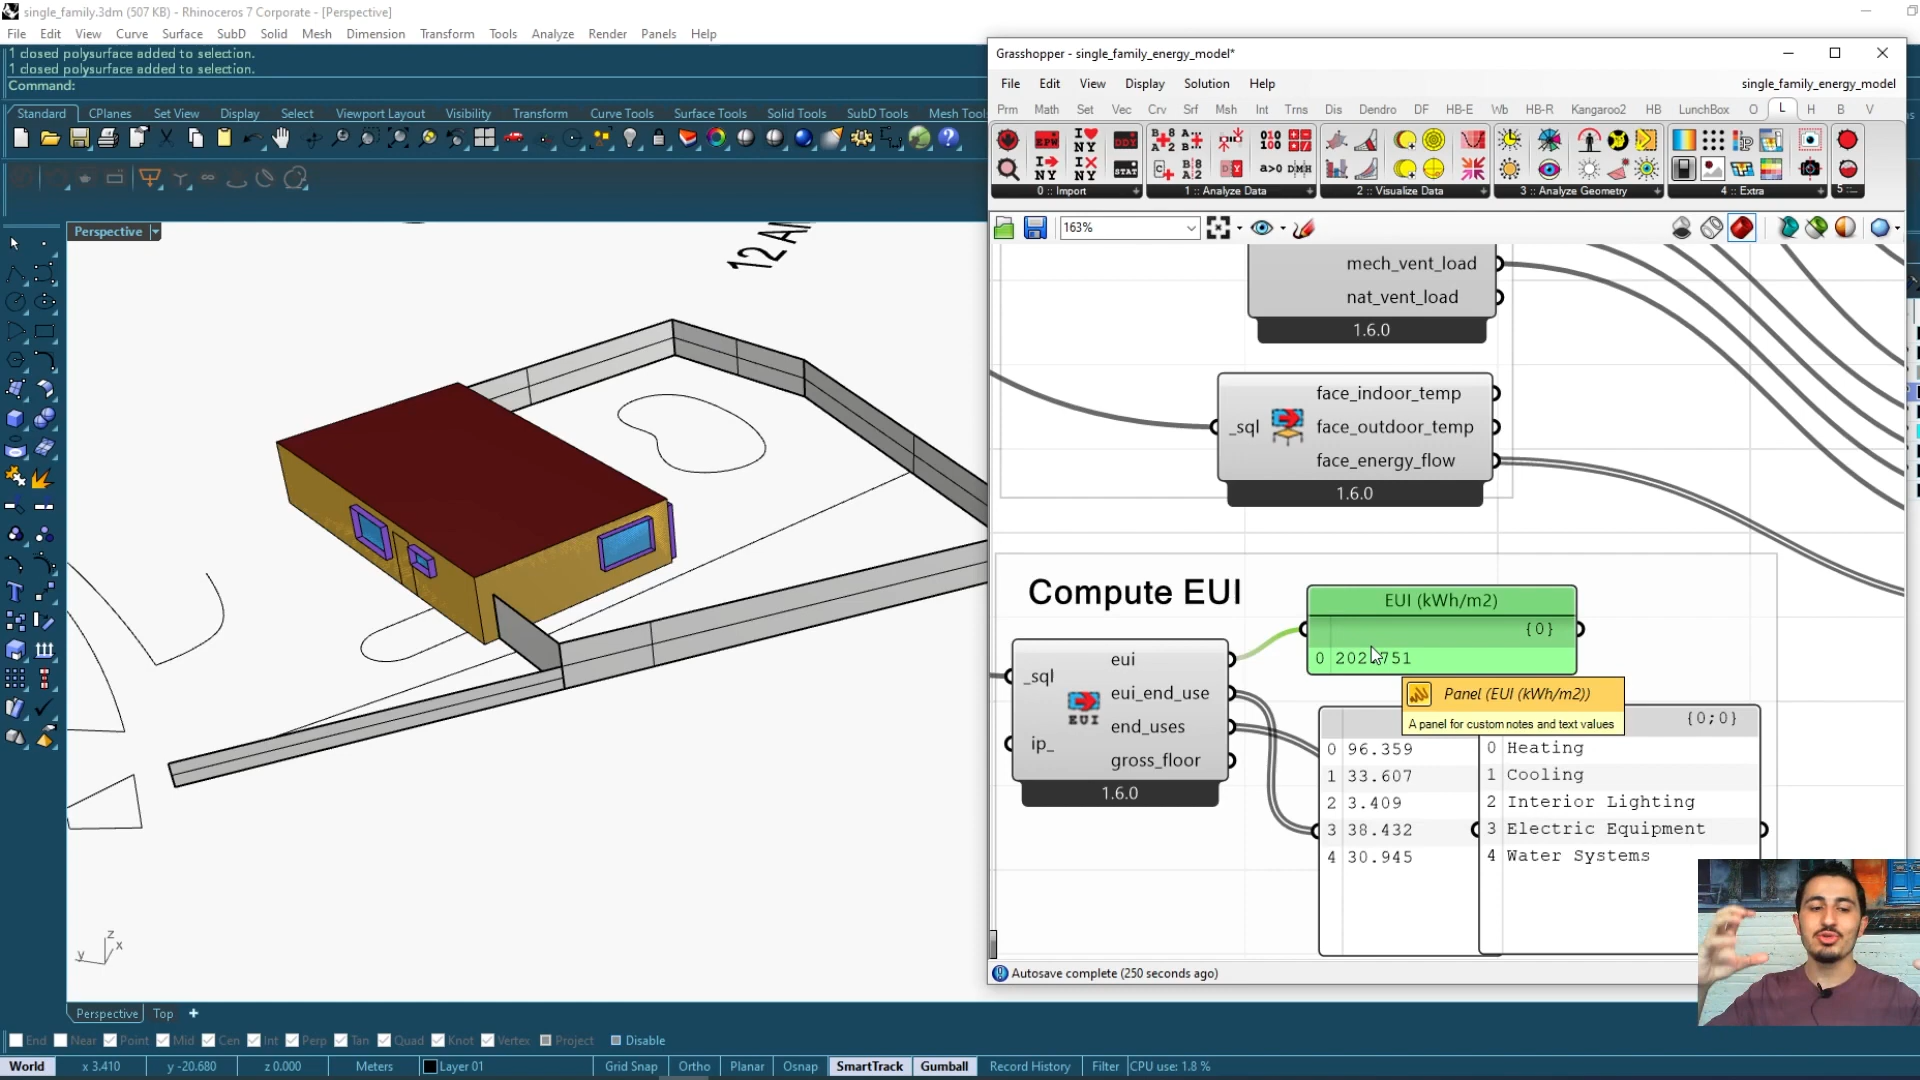 single_family.3dm (507 KB) - Rhinoceros 7 Corporate - [Perspective]
File Edit View Curve Surface SubD Solid Mesh Dimension Transform Tools Analyze Render Panels Help
1 closed polysurface added to selection.
1 closed polysurface added to selection.
Command:
Standard CPlanes Set View Display Select Viewport Layout Visibility Transform Curve Tools Surface Tools Solid Tools SubD Tools Mesh Tools
Perspective
12 AM
Grasshopper - single_family_energy_model*
File Edit View Display Solution Help
single_family_energy_model
Prm Math Set Vec Crv Srf Msh Int Trns Dis Dendro DF HB-E Wb HB-R Kangaroo2 HB LunchBox O L H B V
0 :: Import
1 :: Analyze Data
2 :: Visualize Data
3 :: Analyze Geometry
4 :: Extra
5 ::
163%
mech_vent_load
nat_vent_load
1.6.0
_sql
face_indoor_temp
face_outdoor_temp
face_energy_flow
1.6.0
Compute EUI
EUI (kWh/m2)
{0}
0 202 751
_sql
ip_
EUI
eui
eui_end_use
end_uses
gross_floor
1.6.0
Panel (EUI (kWh/m2))
A panel for custom notes and text values
{0;0}
0 96.359
1 33.607
2 3.409
3 38.432
4 30.945
0 Heating
1 Cooling
2 Interior Lighting
3 Electric Equipment
4 Water Systems
Autosave complete (250 seconds ago)
z
y
x
Perspective Top
End Near Point Mid Cen Int Perp Tan Quad Knot Vertex Project Disable
World x 3.410 y -20.680 z 0.000 Meters Layer 01 Grid Snap Ortho Planar Osnap SmartTrack Gumball Record History Filter CPU use: 1.8 %